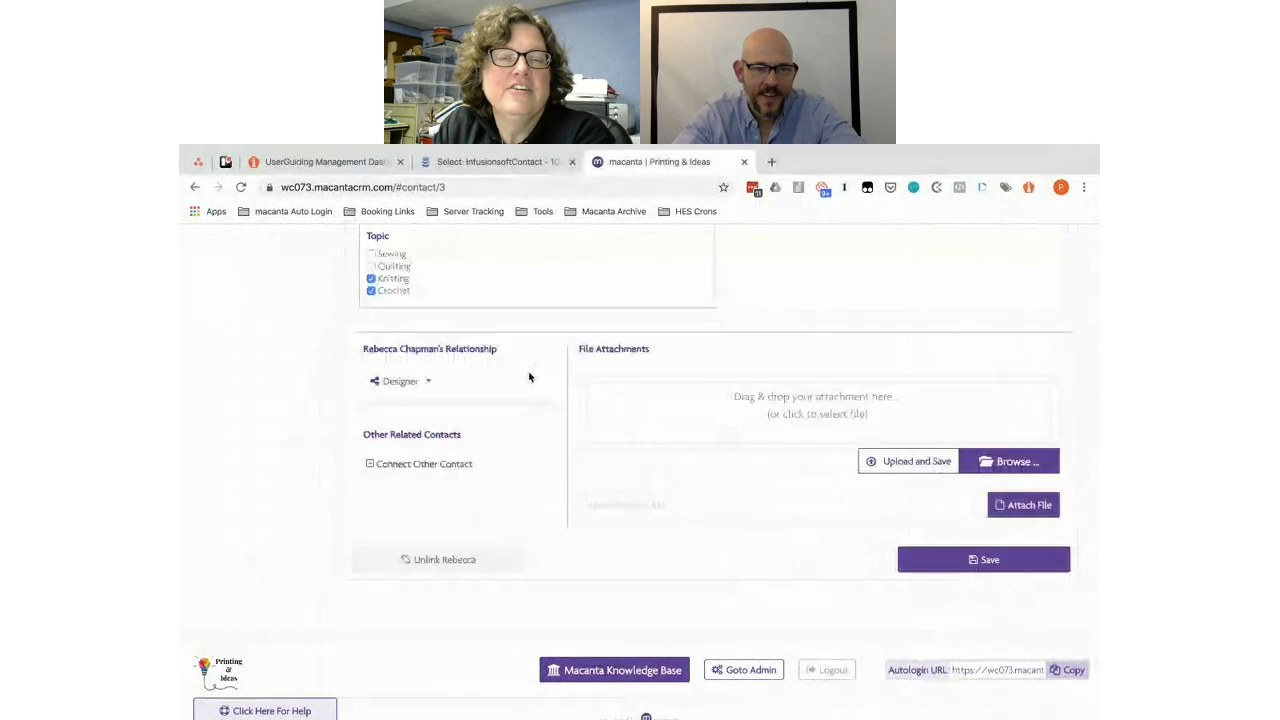 UserGuiding Management Das
Select: InfusionsoftContact - 10
macanta | Printing & Ideas
wc073.macantacrm.com/#contact/3
11
9+
P
Apps
macanta Auto Login
Booking Links
Server Tracking
Tools
Macanta Archive
HES Crons
Topic
Sewing
Quilting
Knitting
Crochet
Rebecca Chapman's Relationship
File Attachments
Designer
Drag & drop your attachment here ...
(or click to select file)
Other Related Contacts
Connect Other Contact
Upload and Save
Browse ...
Attach File
Unlink Rebecca
Save
Printing
&
Ideas
Macanta Knowledge Base
Goto Admin
Logout
Autologin URL:
https://wc073.macant
Copy
Click Here For Help